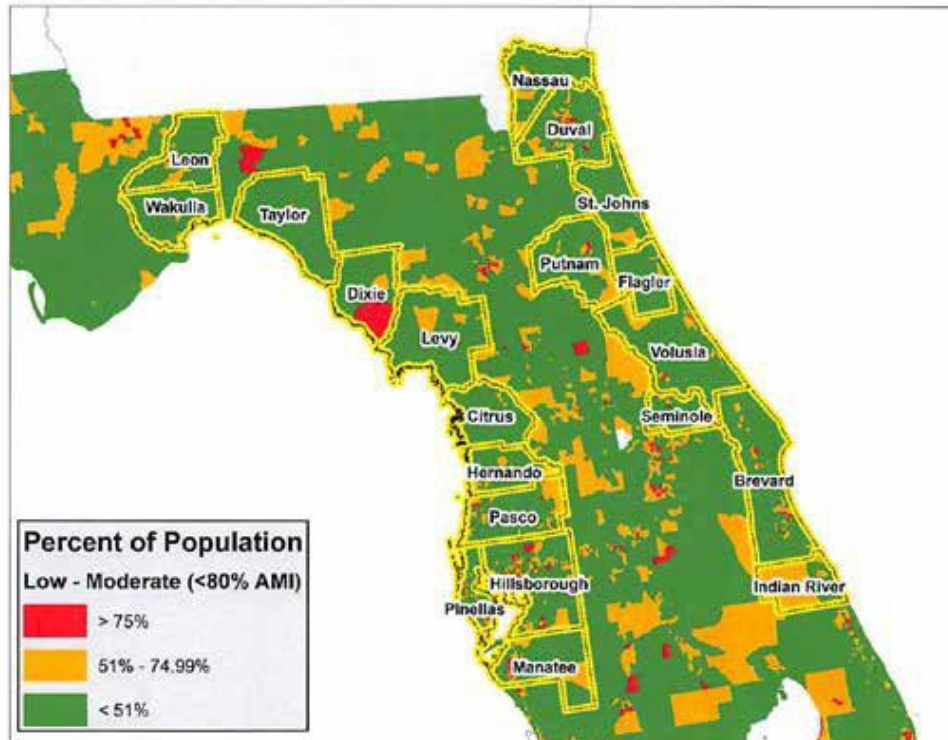 Nassau
Duval
Leon
St. Johns
Wakulla
Taylor
Putnam
Flagler
Dixie
Levy
Volusia
Citrus
Seminole
Hernando
Brevard
Pasco
Hillsborough
Indian River
Pinellas
Manatee
Percent of Population
Low - Moderate (<80% AMI)
> 75%
51% - 74.99%
< 51%